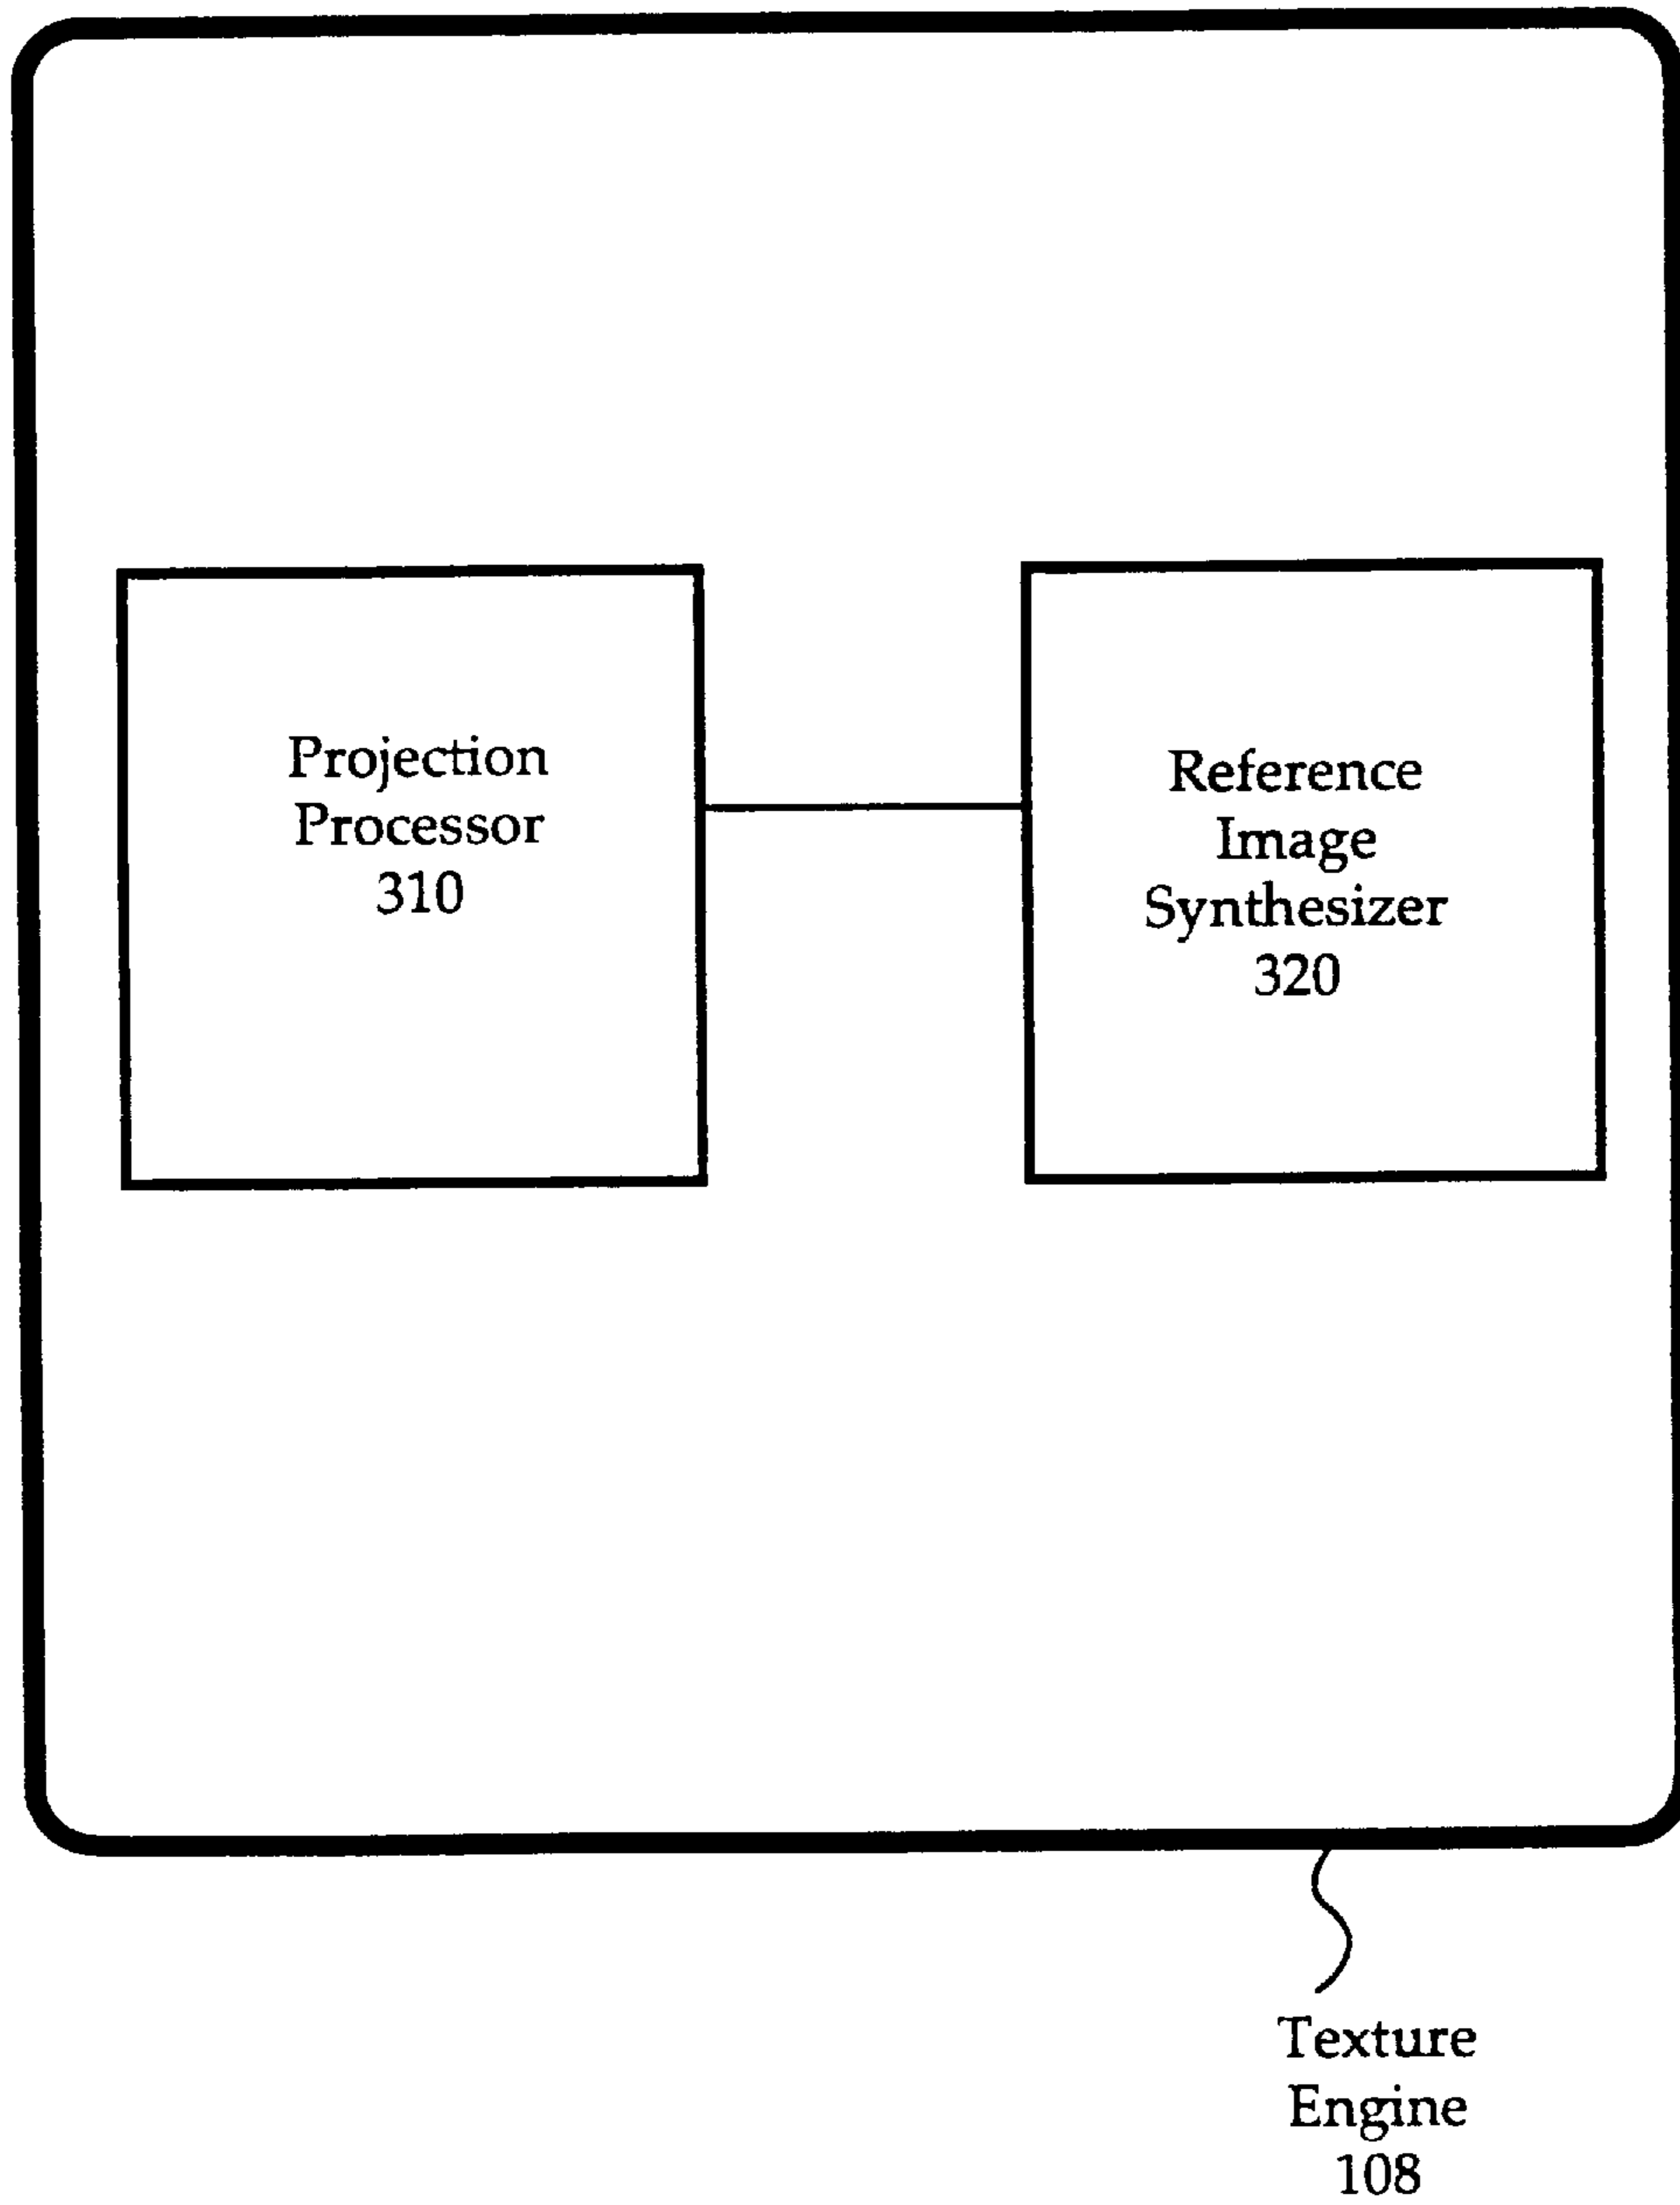 Projection
Processor
310
Reference
Image
Synthesizer
320
Texture
Engine
108